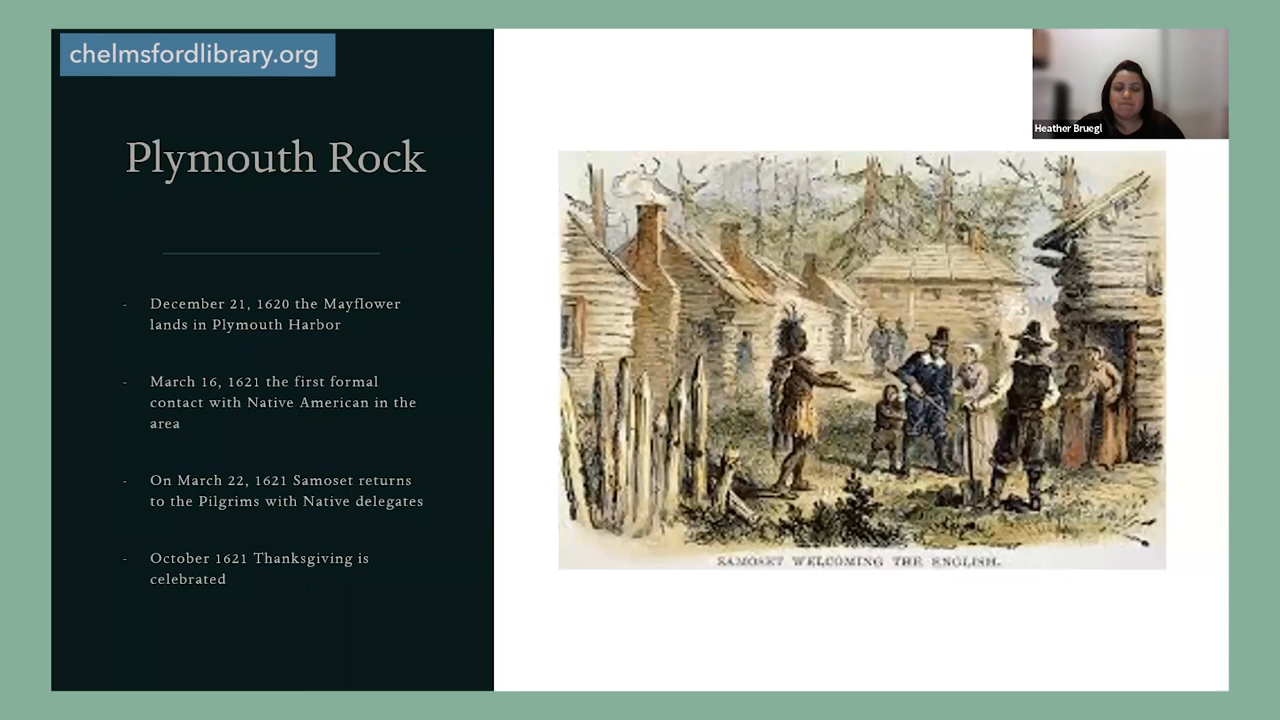 chelmsfordlibrary.org
Heather Bruegl
Plymouth Rock
- December 21, 1620 the Mayflower
lands in Plymouth Harbor
- March 16, 1621 the first formal
contact with Native American in the
area
- On March 22, 1621 Samoset returns
to the Pilgrims with Native delegates
- October 1621 Thanksgiving is
celebrated
SAMOSET WELCOMING THE ENGLISH.